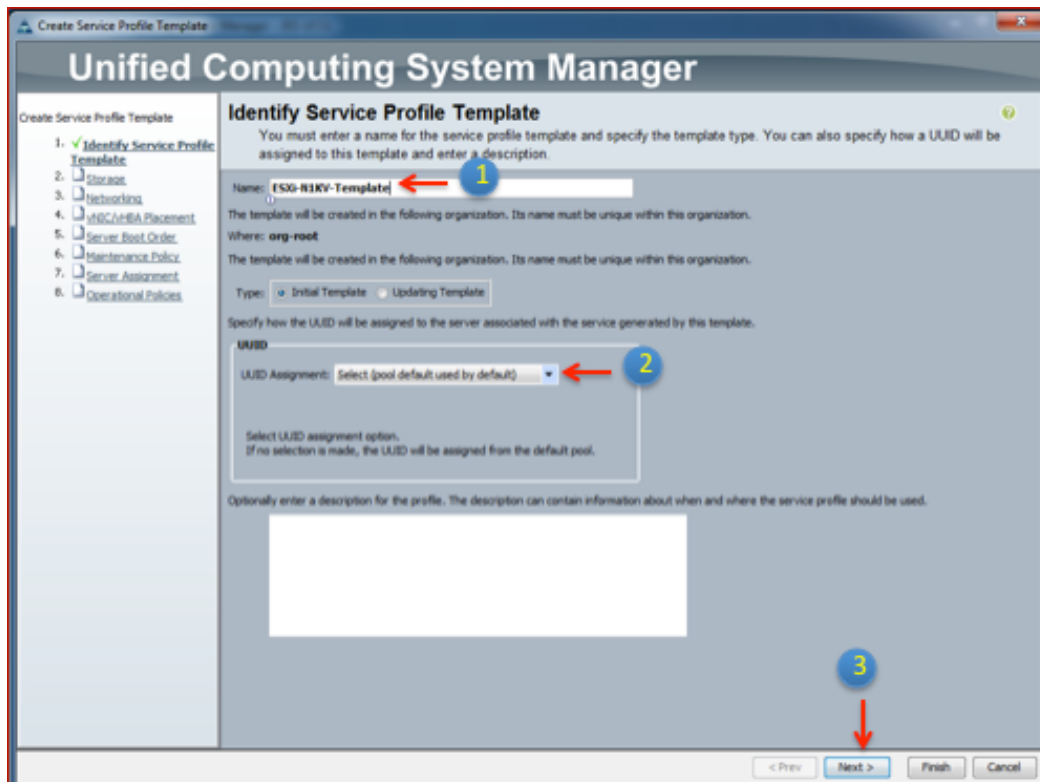 Create Service Profile Template
Unified Computing System Manager
Create Service Profile Template
1. Identify Service Profile
Template
2. Storage
3. Networking
4. vNIC/vHBA Placement
5. Server Boot Order
6. Maintenance Policy
7. Server Assignment
8. Operational Policies
Identify Service Profile Template
You must enter a name for the service profile template and specify the template type. You can also specify how a UUID will be
assigned to this template and enter a description.
Name: ESXi-N1KV-Template
1
The template will be created in the following organization. Its name must be unique within this organization.
Where: org-root
The template will be created in the following organization. Its name must be unique within this organization.
Type: Initial Template Updating Template
Specify how the UUID will be assigned to the server associated with the service generated by this template.
UUID
UUID Assignment: Select (pool default used by default)
2
Select UUID assignment option.
If no selection is made, the UUID will be assigned from the default pool.
Optionally enter a description for the profile. The description can contain information about when and where the service profile should be used.
3
< Prev Next > Finish Cancel